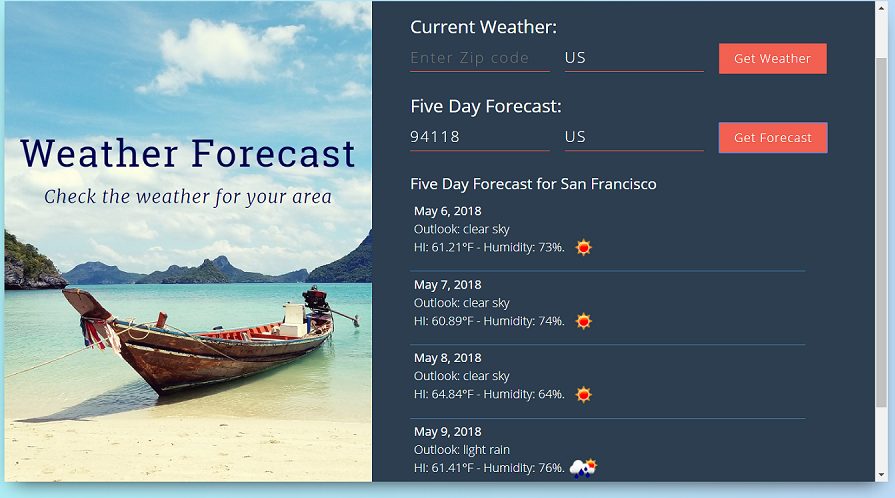 Weather Forecast
Check the weather for your area
Current Weather:
Enter Zip code US Get Weather
Five Day Forecast:
94118 US Get Forecast
Five Day Forecast for San Francisco
May 6, 2018
Outlook: clear sky
HI: 61.21°F - Humidity: 73%.
May 7, 2018
Outlook: clear sky
HI: 60.89°F - Humidity: 74%.
May 8, 2018
Outlook: clear sky
HI: 64.84°F - Humidity: 64%.
May 9, 2018
Outlook: light rain
HI: 61.41°F - Humidity: 76%.